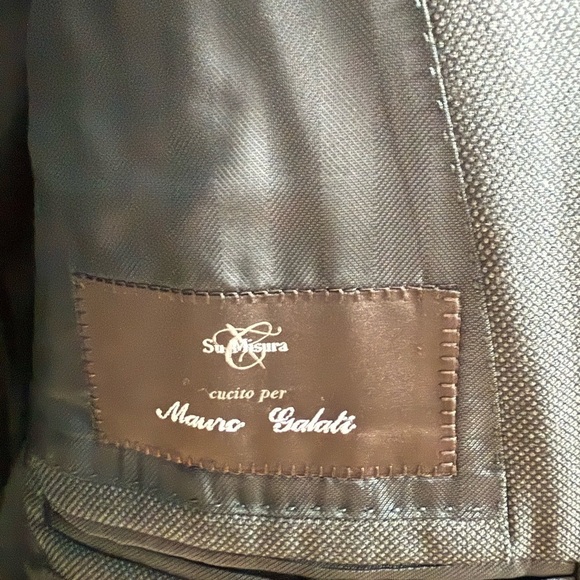 Su Misura
cucito per
Mauro Galati